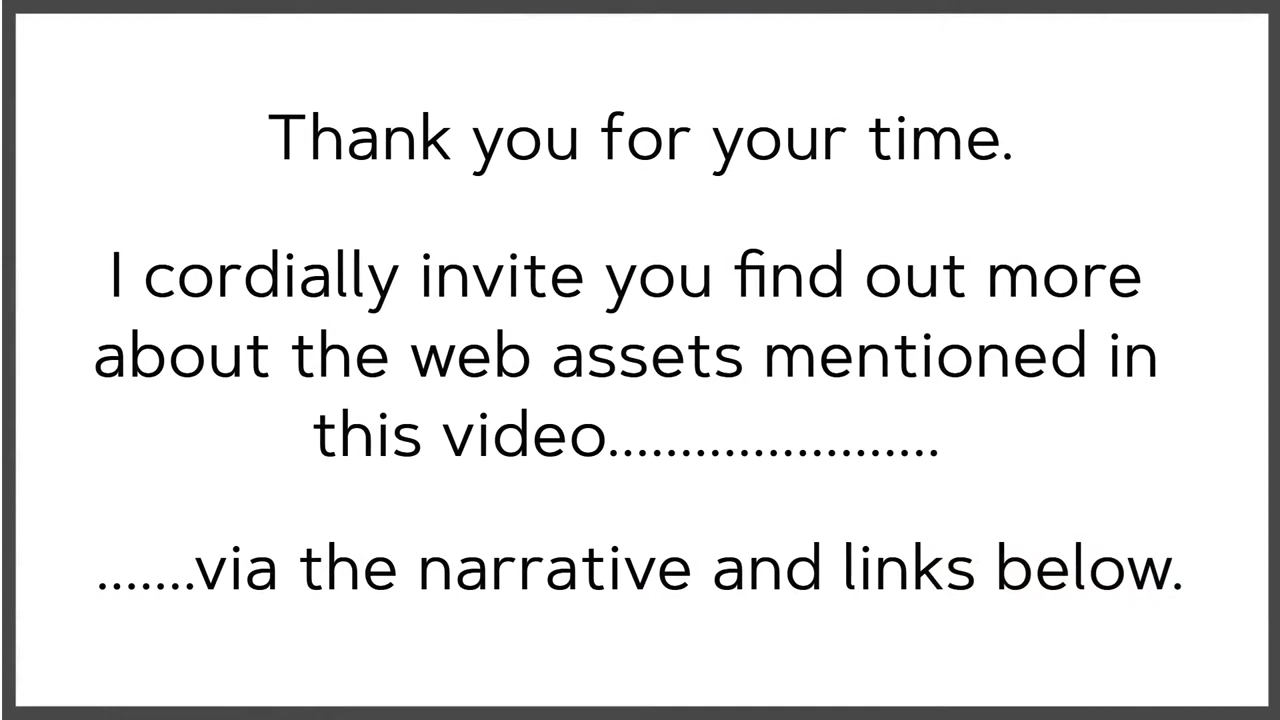 Thank you for your time.
I cordially invite you find out more
about the web assets mentioned in
this video.......................
.......via the narrative and links below.